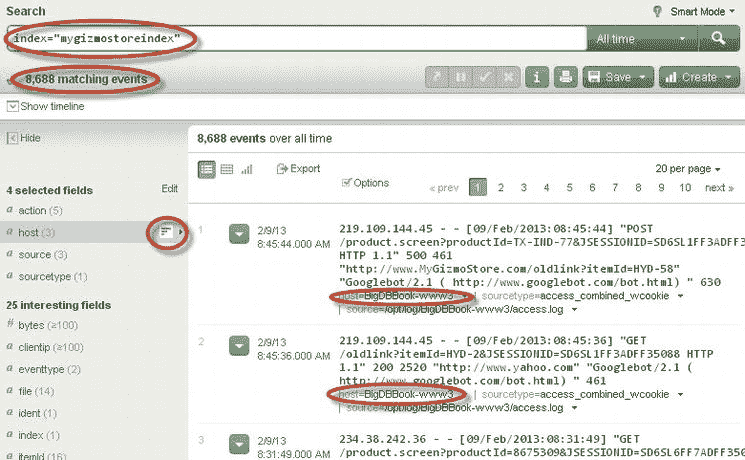 Search
Smart Mode
index="mygizmostoreindex"
All time
8,688 matching events
Save
Create
Show timeline
Hide
8,688 events over all time
Export
20 per page
Options
« prev 1 2 3 4 5 6 7 8 9 10 next »
4 selected fields Edit
a action (5)
a host (3)
a source (3)
a sourcetype (1)
25 interesting fields
# bytes (≥100)
a clientip (≥100)
a eventtype (2)
a file (14)
a ident (1)
a index (1)
a itemId (16)
1 2/9/13
8:45:44.000 AM
219.109.144.45 - - [09/Feb/2013:08:45:44] "POST
/product.screen?productId=TX-IND-77&JSESSIONID=SD6SL1FF3ADFF3
HTTP 1.1" 500 461
"http://www.MyGizmoStore.com/oldlink?itemId=HYD-58"
"Googlebot/2.1 ( http://www.googlebot.com/bot.html) " 630
host=BigDBBook-www3 | sourcetype=access_combined_wcookie
| source=/opt/log/BigDBBook-www3/access.log
2 2/9/13
8:45:36.000 AM
219.109.144.45 - - [09/Feb/2013:08:45:36] "GET
/oldlink?itemId=HYD-2&JSESSIONID=SD6SL1FF3ADFF35088 HTTP
1.1" 200 2520 "http://www.yahoo.com" "Googlebot/2.1 (
http://www.googlebot.com/bot.html) " 461
host=BigDBBook-www3 | sourcetype=access_combined_wcookie
| source=/opt/log/BigDBBook-www3/access.log
3 2/9/13
8:31:49.000 AM
234.38.242.36 - - [09/Feb/2013:08:31:49] "GET